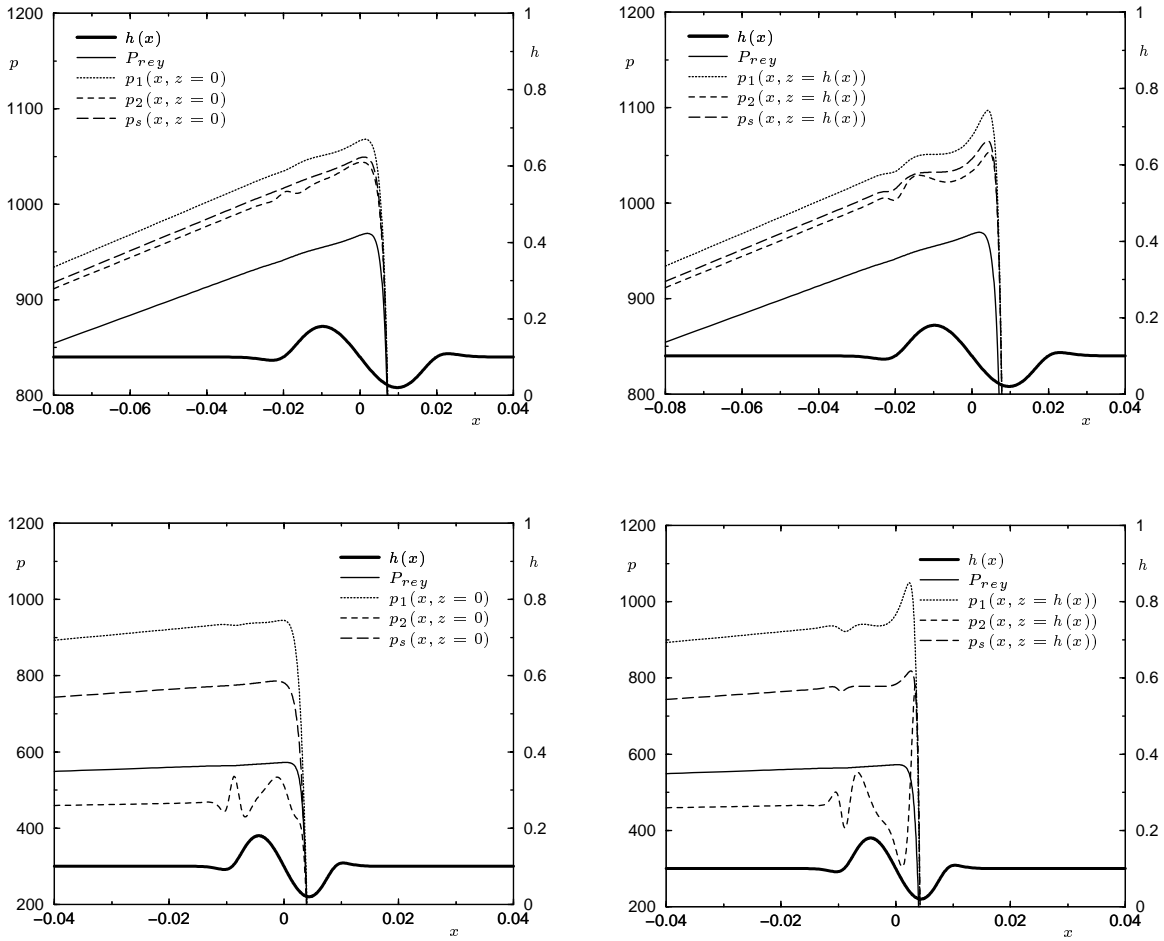 1200
1100
1000
900
800
p
1
0.8
0.6
0.4
0.2
0
h
h(x)
P_rey
p_1(x, z = 0)
p_2(x, z = 0)
p_s(x, z = 0)
−0.08
−0.06
−0.04
−0.02
0
0.02
0.04
x
1200
1100
1000
900
800
p
1
0.8
0.6
0.4
0.2
0
h
h(x)
P_rey
p_1(x, z = h(x))
p_2(x, z = h(x))
p_s(x, z = h(x))
−0.08
−0.06
−0.04
−0.02
0
0.02
0.04
x
1200
1000
800
600
400
200
p
1
0.8
0.6
0.4
0.2
0
h
h(x)
P_rey
p_1(x, z = 0)
p_2(x, z = 0)
p_s(x, z = 0)
−0.04
−0.02
0
0.02
0.04
x
1200
1000
800
600
400
200
p
1
0.8
0.6
0.4
0.2
0
h
h(x)
P_rey
p_1(x, z = h(x))
p_2(x, z = h(x))
p_s(x, z = h(x))
−0.04
−0.02
0
0.02
0.04
x